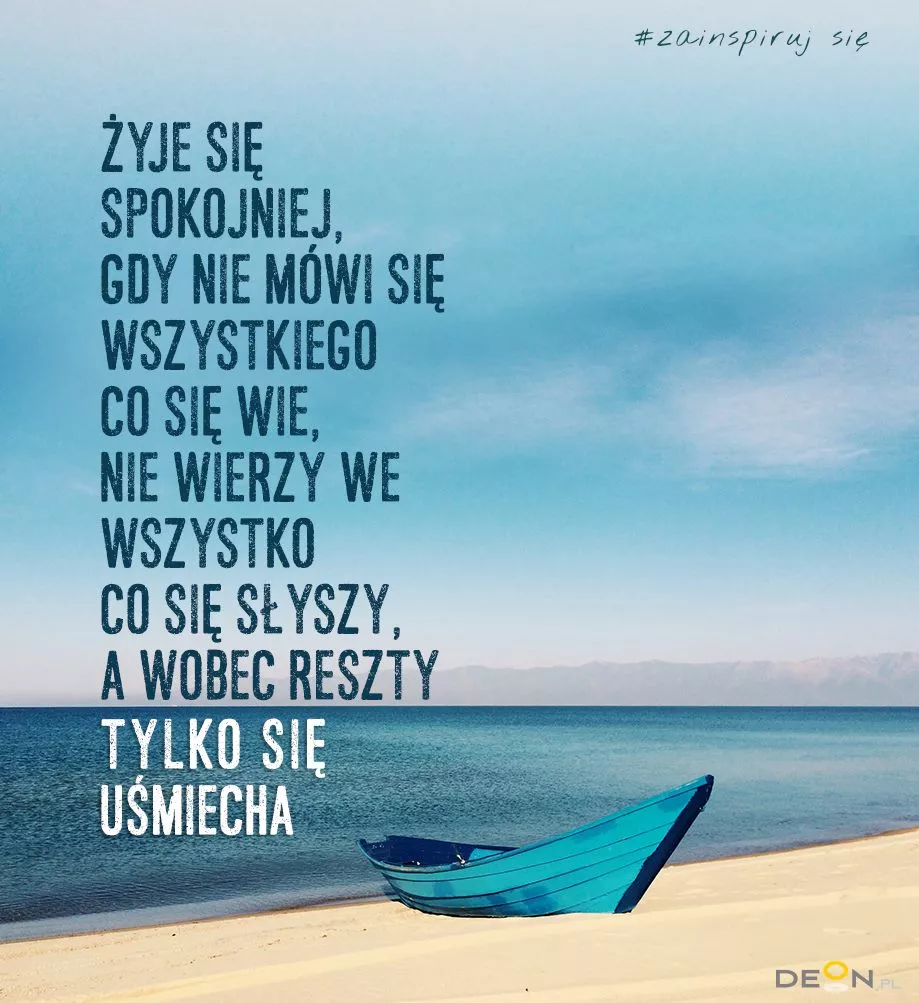 #zainspiruj się
ŻYJE SIĘ
SPOKOJNIEJ,
GDY NIE MÓWI SIĘ
WSZYSTKIEGO
CO SIĘ WIE,
NIE WIERZY WE
WSZYSTKO
CO SIĘ SŁYSZY,
A WOBEC RESZTY
TYLKO SIĘ
UŚMIECHA
DEON.PL